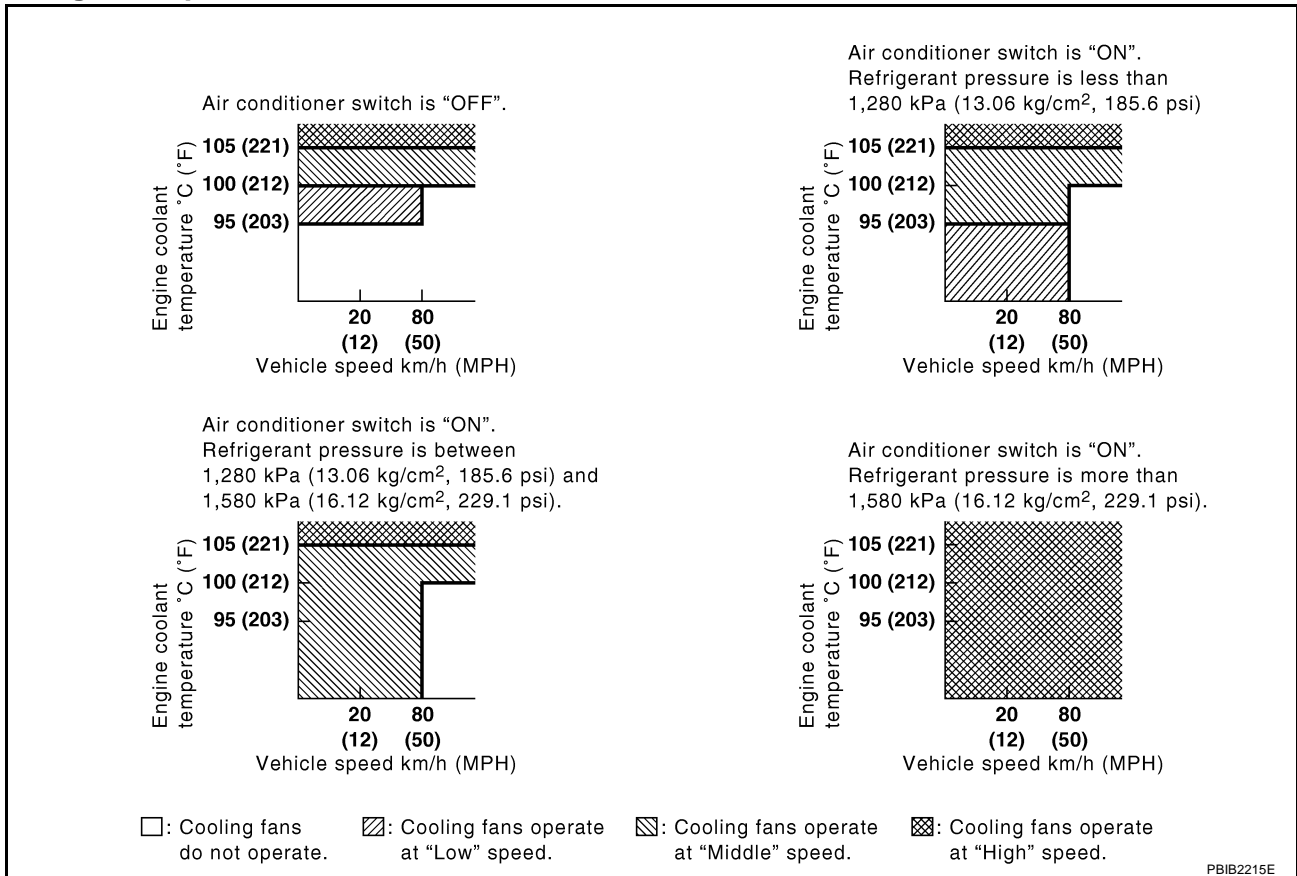 Air conditioner switch is “OFF”.
Engine coolant
temperature ˚C (˚F)
105 (221)
100 (212)
95 (203)
20
(12)
80
(50)
Vehicle speed km/h (MPH)
Air conditioner switch is “ON”.
Refrigerant pressure is less than
1,280 kPa (13.06 kg/cm2, 185.6 psi)
Engine coolant
temperature ˚C (˚F)
105 (221)
100 (212)
95 (203)
20
(12)
80
(50)
Vehicle speed km/h (MPH)
Air conditioner switch is “ON”.
Refrigerant pressure is between
1,280 kPa (13.06 kg/cm2, 185.6 psi) and
1,580 kPa (16.12 kg/cm2, 229.1 psi).
Engine coolant
temperature ˚C (˚F)
105 (221)
100 (212)
95 (203)
20
(12)
80
(50)
Vehicle speed km/h (MPH)
Air conditioner switch is “ON”.
Refrigerant pressure is more than
1,580 kPa (16.12 kg/cm2, 229.1 psi).
Engine coolant
temperature ˚C (˚F)
105 (221)
100 (212)
95 (203)
20
(12)
80
(50)
Vehicle speed km/h (MPH)
: Cooling fans
do not operate.
: Cooling fans operate
at “Low” speed.
: Cooling fans operate
at “Middle” speed.
: Cooling fans operate
at “High” speed.
PBIB2215E